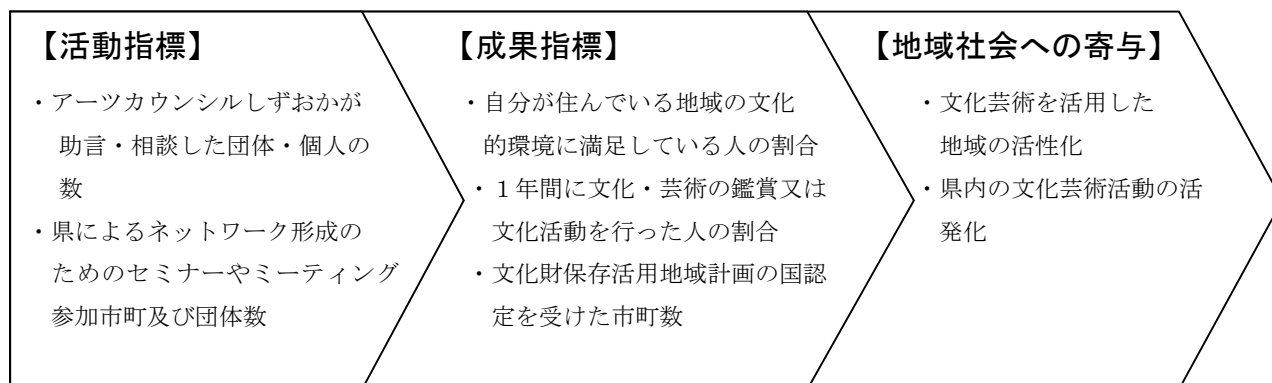 【活動指標】
・アーツカウンシルしずおかが
助言・相談した団体・個人の
数
・県によるネットワーク形成の
ためのセミナーやミーティング
参加市町及び団体数
【成果指標】
・自分が住んでいる地域の文化
的環境に満足している人の割合
・１年間に文化・芸術の鑑賞又は
文化活動を行った人の割合
・文化財保存活用地域計画の国認
定を受けた市町数
【地域社会への寄与】
・文化芸術を活用した
地域の活性化
・県内の文化芸術活動の活
発化